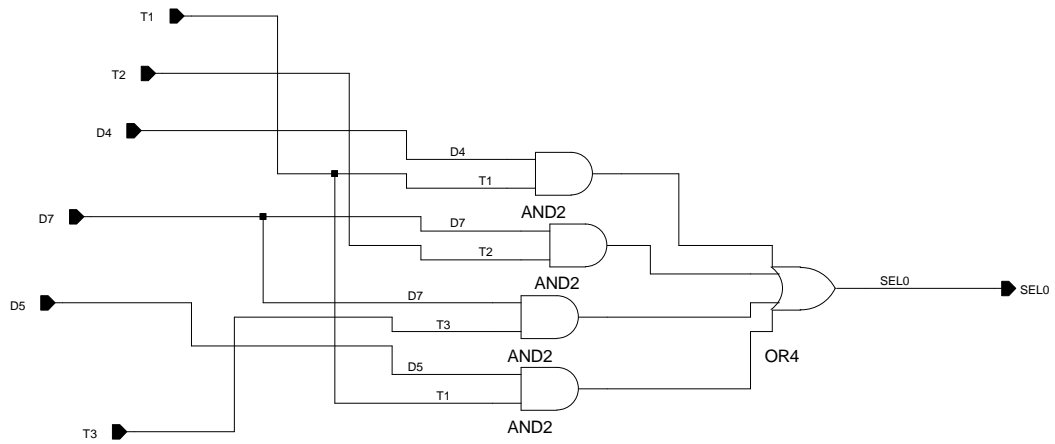 T1
T2
D4
D4
T1
AND2
D7
D7
T2
SEL0
SEL0
AND2
D5
D7
T3
AND2
OR4
D5
T1
AND2
T3